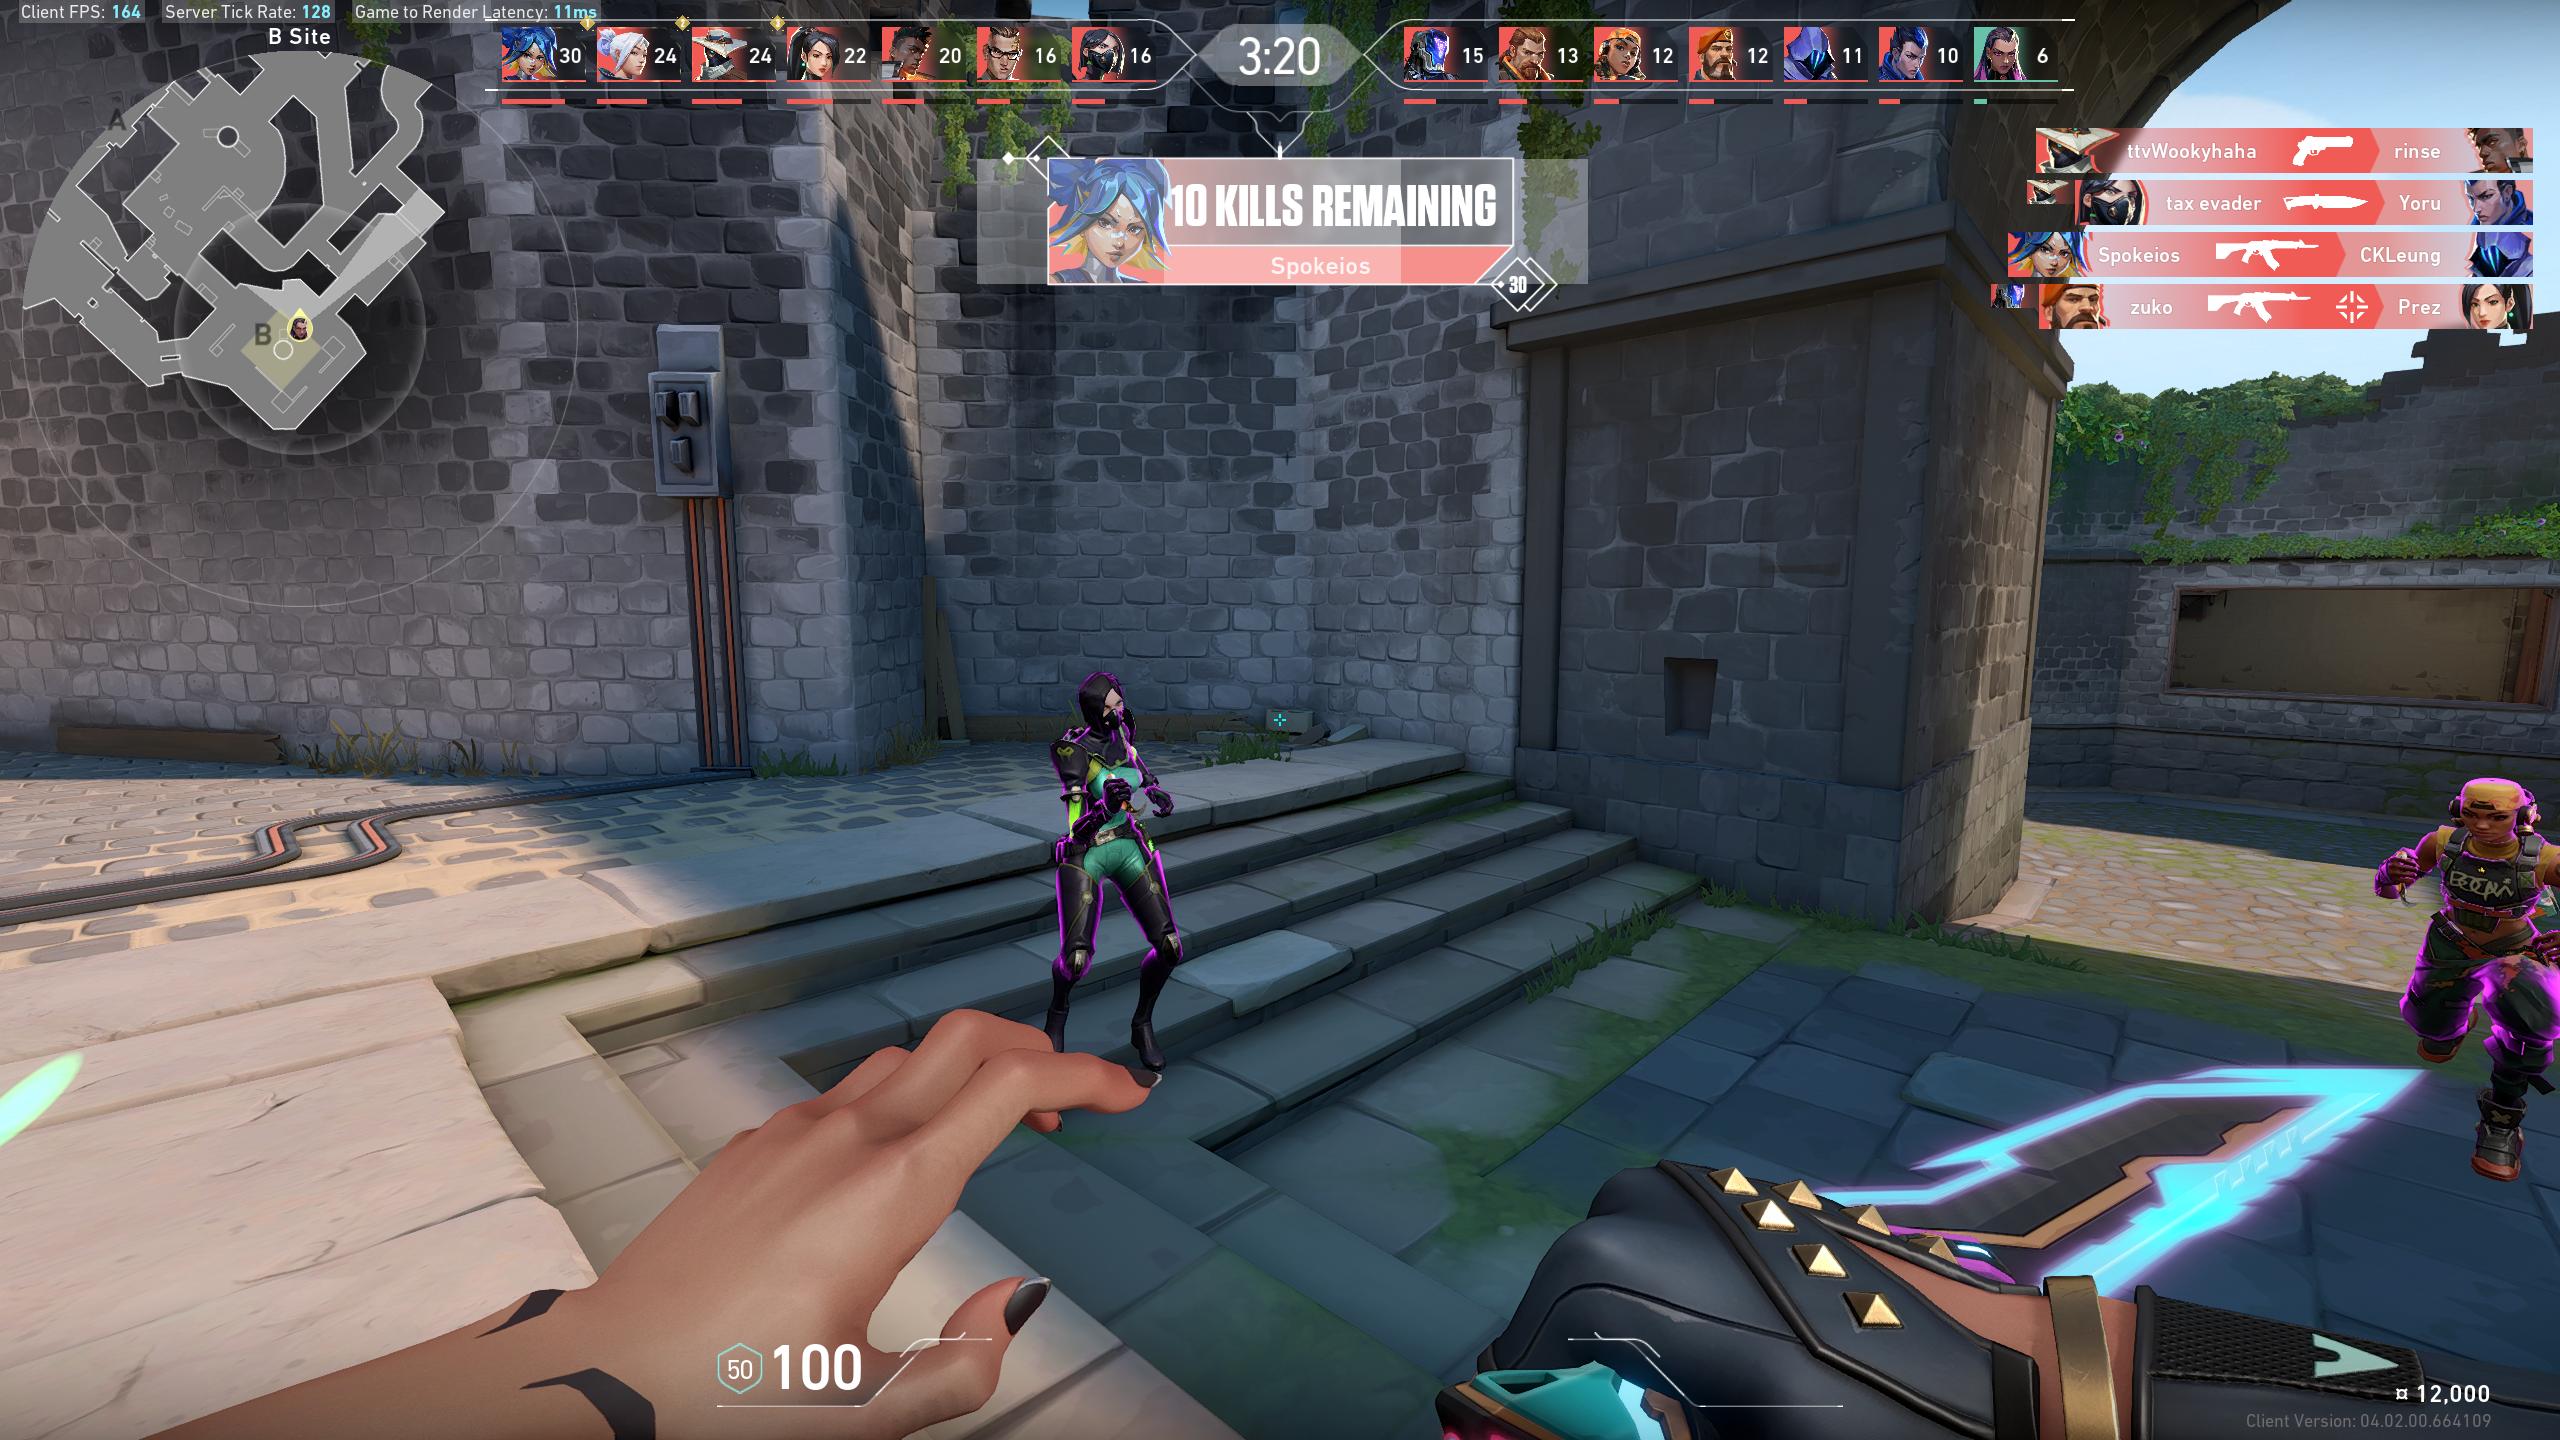 Client FPS: 164 Server Tick Rate: 128 Game to Render Latency: 11ms
B Site
30 24 24 22 20 16 16 3:20 15 13 12 12 11 10 6
A
B
10 KILLS REMAINING
Spokeios
30
ttvWookyhaha rinse
tax evader Yoru
Spokeios CKLeung
zuko Prez
50 100
¤ 12,000
Client Version: 04.02.00.664109